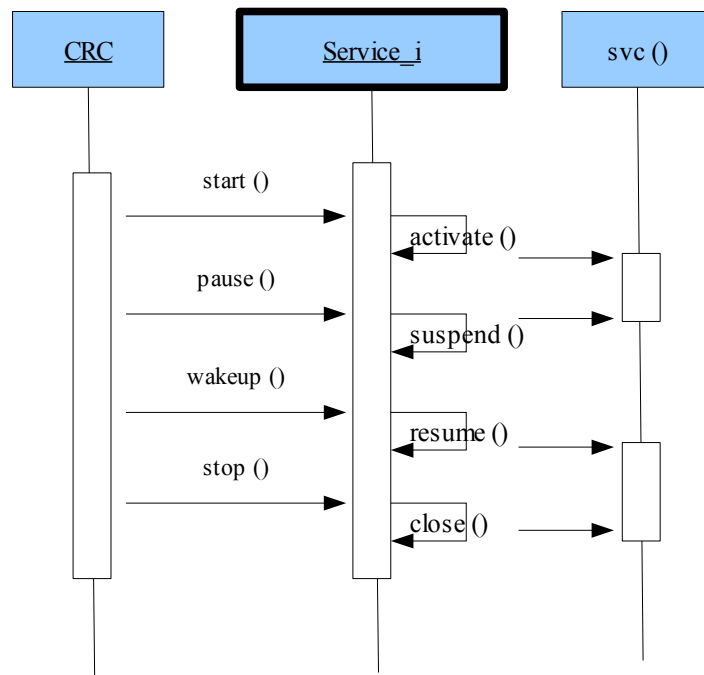 CRC
Service_i
svc ()
start ()
activate ()
pause ()
suspend ()
wakeup ()
resume ()
stop ()
close ()